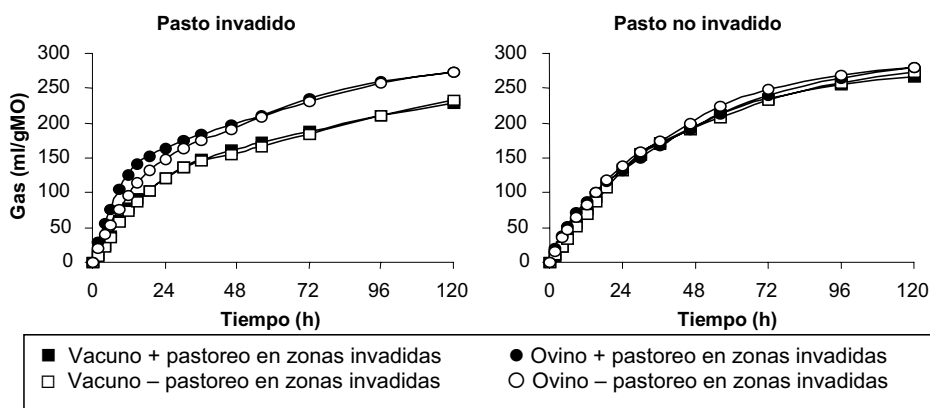 Pasto invadido
Pasto no invadido
Gas (ml/gMO)
300
250
200
150
100
50
0
0 24 48 72 96 120
Tiempo (h)
300
250
200
150
100
50
0
0 24 48 72 96 120
Tiempo (h)
Vacuno + pastoreo en zonas invadidas
Ovino + pastoreo en zonas invadidas
Vacuno – pastoreo en zonas invadidas
Ovino – pastoreo en zonas invadidas